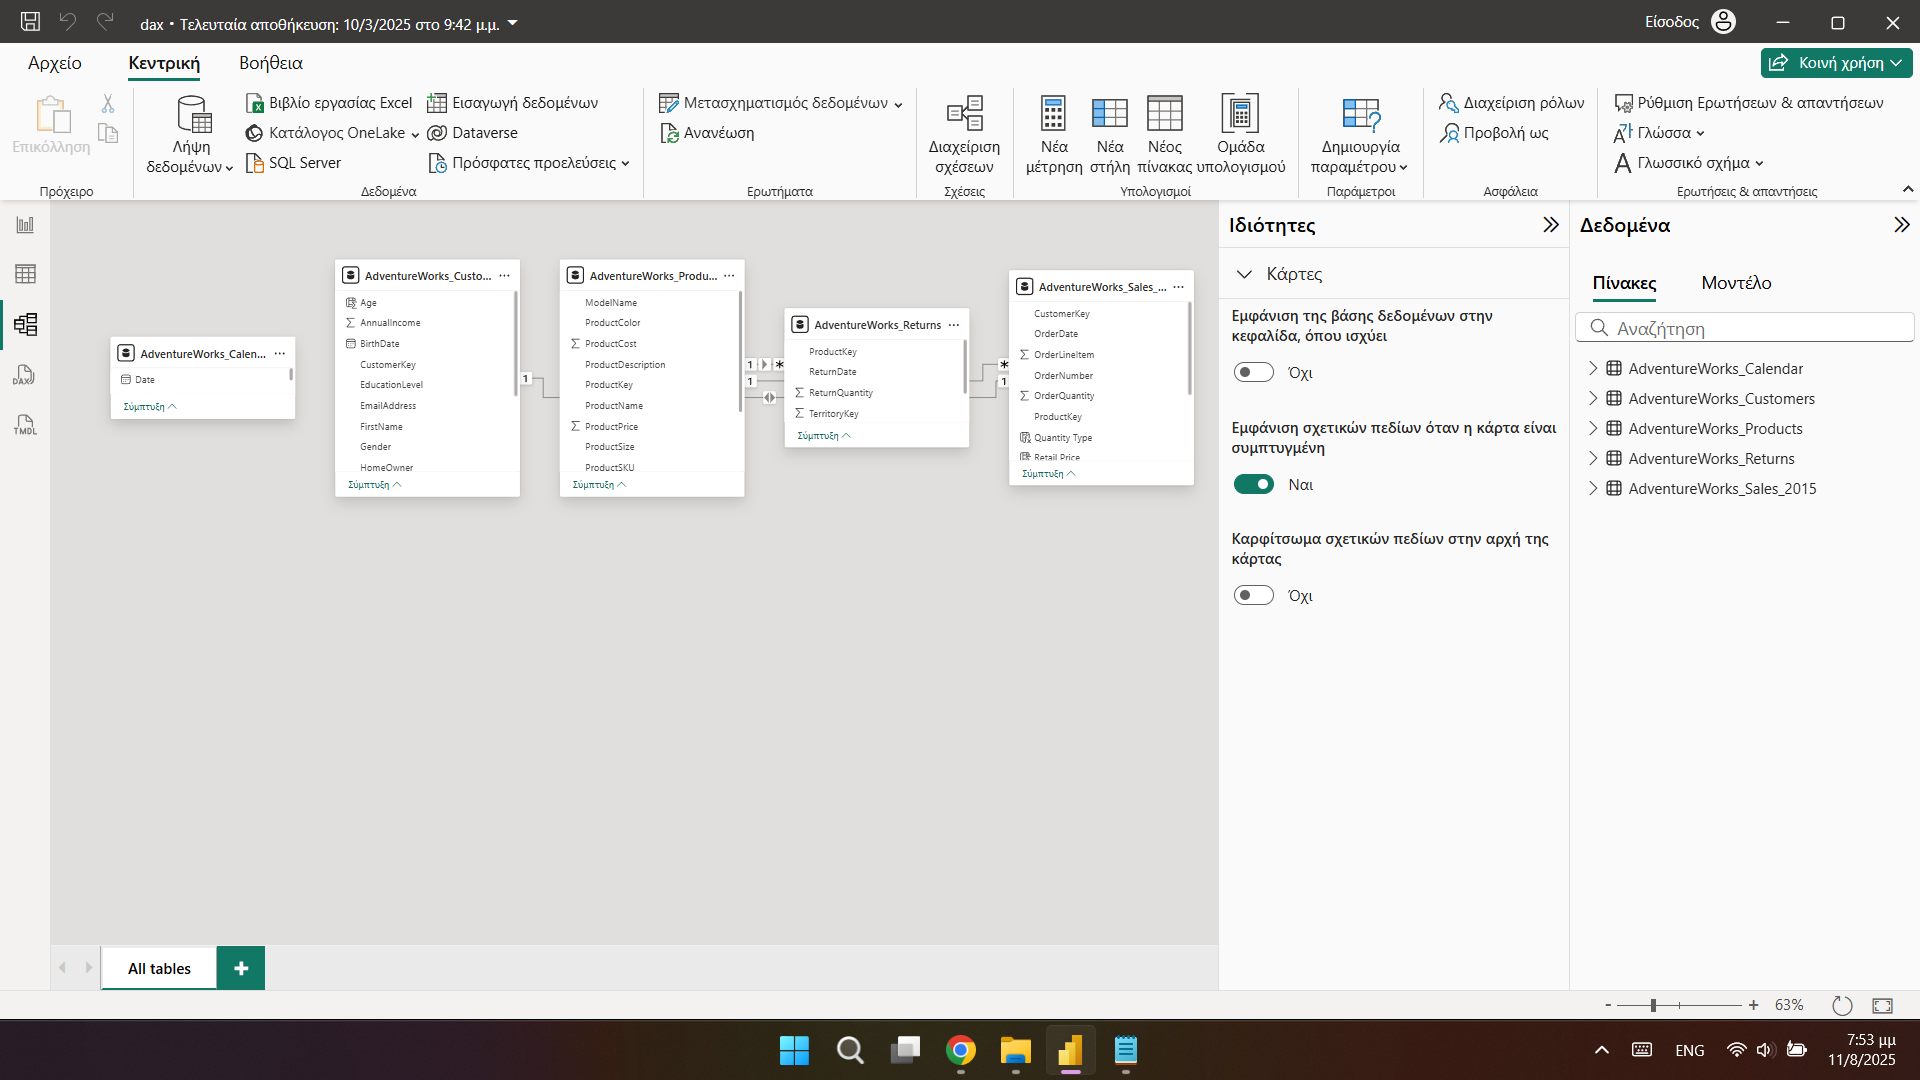 dax • Τελευταία αποθήκευση: 10/3/2025 στο 9:42 μ.μ.
Είσοδος
Αρχείο
Κεντρική
Βοήθεια
Κοινή χρήση
Επικόλληση
Πρόχειρο
Λήψη
δεδομένων
Βιβλίο εργασίας Excel
Κατάλογος OneLake
SQL Server
Εισαγωγή δεδομένων
Dataverse
Πρόσφατες προελεύσεις
Δεδομένα
Μετασχηματισμός δεδομένων
Ανανέωση
Ερωτήματα
Διαχείριση
σχέσεων
Σχέσεις
Νέα
μέτρηση
Νέα
στήλη
Νέος
πίνακας
Ομάδα
υπολογισμού
Υπολογισμοί
Δημιουργία
παραμέτρου
Παράμετροι
Διαχείριση ρόλων
Προβολή ως
Ασφάλεια
Ρύθμιση Ερωτήσεων & απαντήσεων
Γλώσσα
Γλωσσικό σχήμα
Ερωτήσεις & απαντήσεις
DAX
TMDL
AdventureWorks_Calen...
Date
Σύμπτυξη
AdventureWorks_Custo...
Age
AnnualIncome
BirthDate
CustomerKey
EducationLevel
EmailAddress
FirstName
Gender
HomeOwner
Σύμπτυξη
1
AdventureWorks_Produ...
ModelName
ProductColor
ProductCost
ProductDescription
ProductKey
ProductName
ProductPrice
ProductSize
ProductSKU
Σύμπτυξη
1
*
1
AdventureWorks_Returns
ProductKey
ReturnDate
ReturnQuantity
TerritoryKey
Σύμπτυξη
*
1
AdventureWorks_Sales_...
CustomerKey
OrderDate
OrderLineItem
OrderNumber
OrderQuantity
ProductKey
Quantity Type
Retail Price
Σύμπτυξη
Ιδιότητες
Κάρτες
Εμφάνιση της βάσης δεδομένων στην
κεφαλίδα, όπου ισχύει
Όχι
Εμφάνιση σχετικών πεδίων όταν η κάρτα είναι
συμπτυγμένη
Ναι
Καρφίτσωμα σχετικών πεδίων στην αρχή της
κάρτας
Όχι
Δεδομένα
Πίνακες
Μοντέλο
Αναζήτηση
AdventureWorks_Calendar
AdventureWorks_Customers
AdventureWorks_Products
AdventureWorks_Returns
AdventureWorks_Sales_2015
All tables
63%
ENG
7:53 μμ
11/8/2025